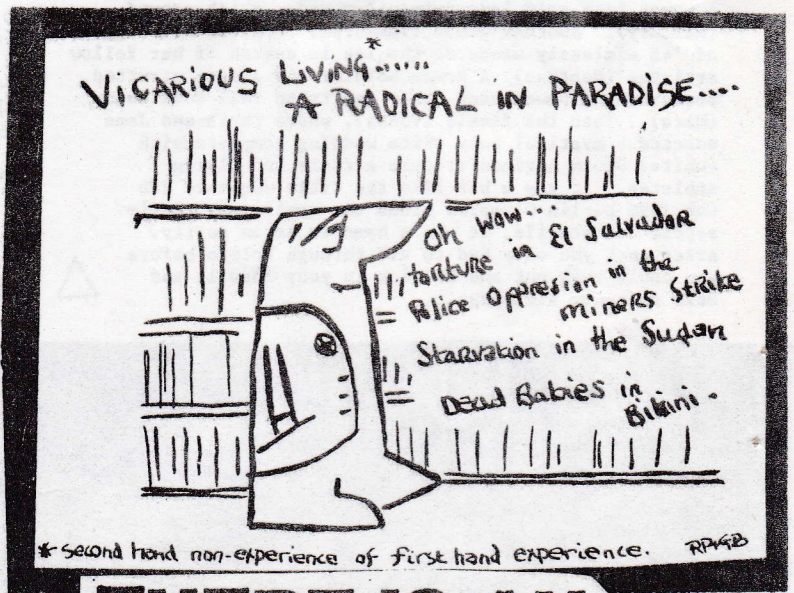 VICARIOUS LIVING*......
A RADICAL IN PARADISE....
Oh wow...
torture in El Salvador
Police Oppresion in the
miners Strike
Starvation in the Sudan
Dead Babies in
Bikini.
* second hand non-experience of first hand experience.